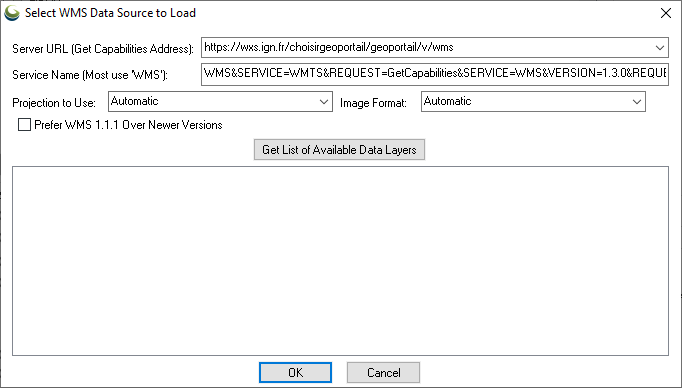 Select WMS Data Source to Load
Server URL (Get Capabilities Address): https://wxs.ign.fr/choisirgeoportail/geoportail/v/wms
Service Name (Most use 'WMS'): WMS&SERVICE=WMTS&REQUEST=GetCapabilities&SERVICE=WMS&VERSION=1.3.0&REQUE
Projection to Use: Automatic Image Format: Automatic
Prefer WMS 1.1.1 Over Newer Versions
Get List of Available Data Layers
OK Cancel